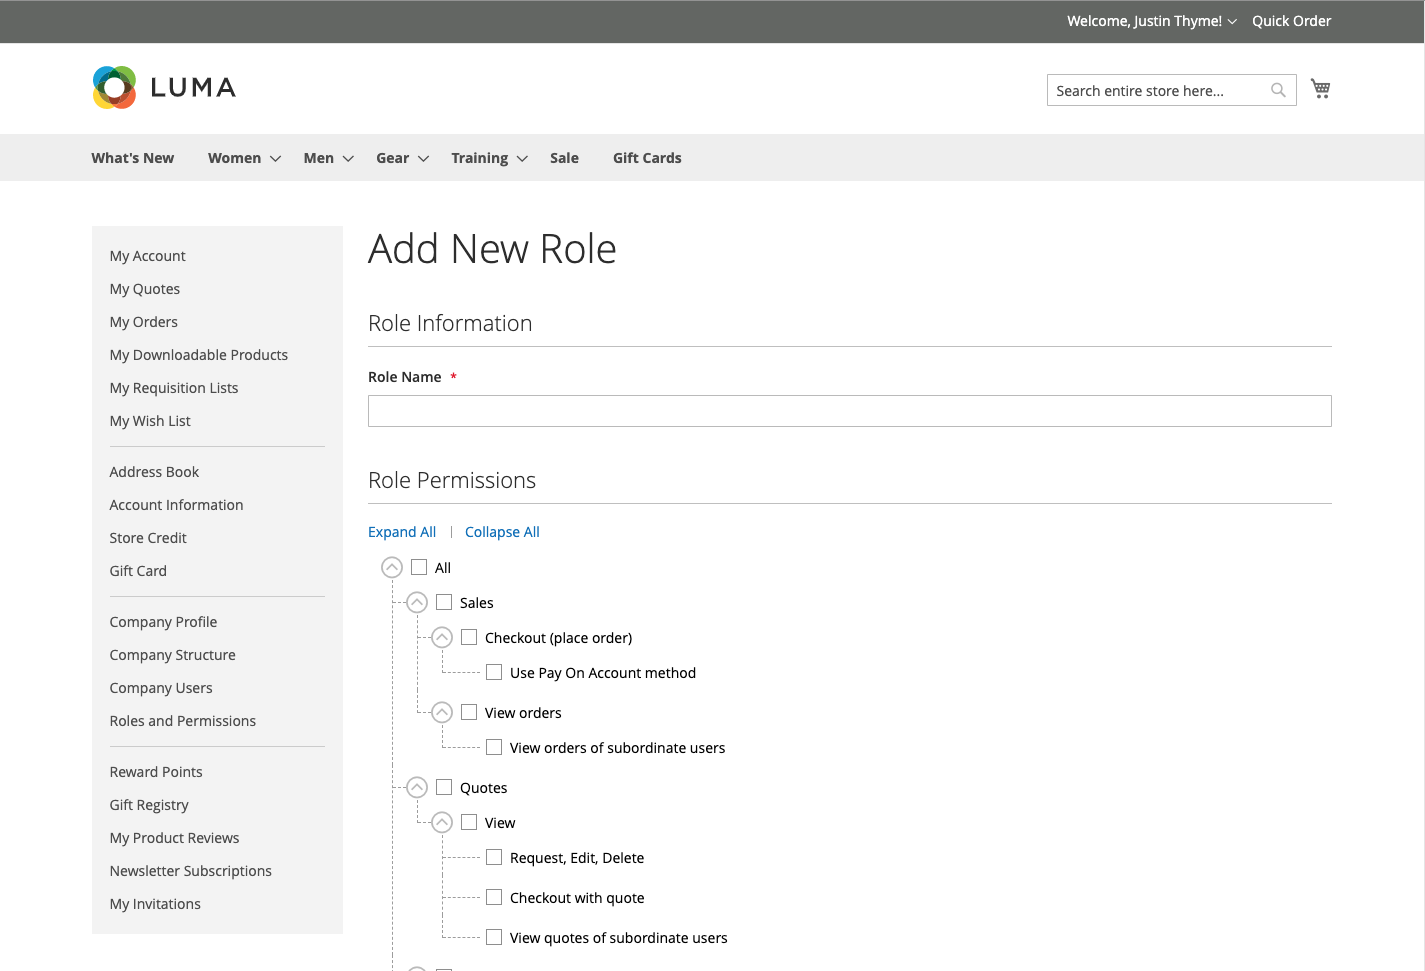 Welcome, Justin Thyme! Quick Order
LUMA
Search entire store here...
What's New Women Men Gear Training Sale Gift Cards
My Account
My Quotes
My Orders
My Downloadable Products
My Requisition Lists
My Wish List
Address Book
Account Information
Store Credit
Gift Card
Company Profile
Company Structure
Company Users
Roles and Permissions
Reward Points
Gift Registry
My Product Reviews
Newsletter Subscriptions
My Invitations
Add New Role
Role Information
Role Name *
Role Permissions
Expand All | Collapse All
All
Sales
Checkout (place order)
Use Pay On Account method
View orders
View orders of subordinate users
Quotes
View
Request, Edit, Delete
Checkout with quote
View quotes of subordinate users